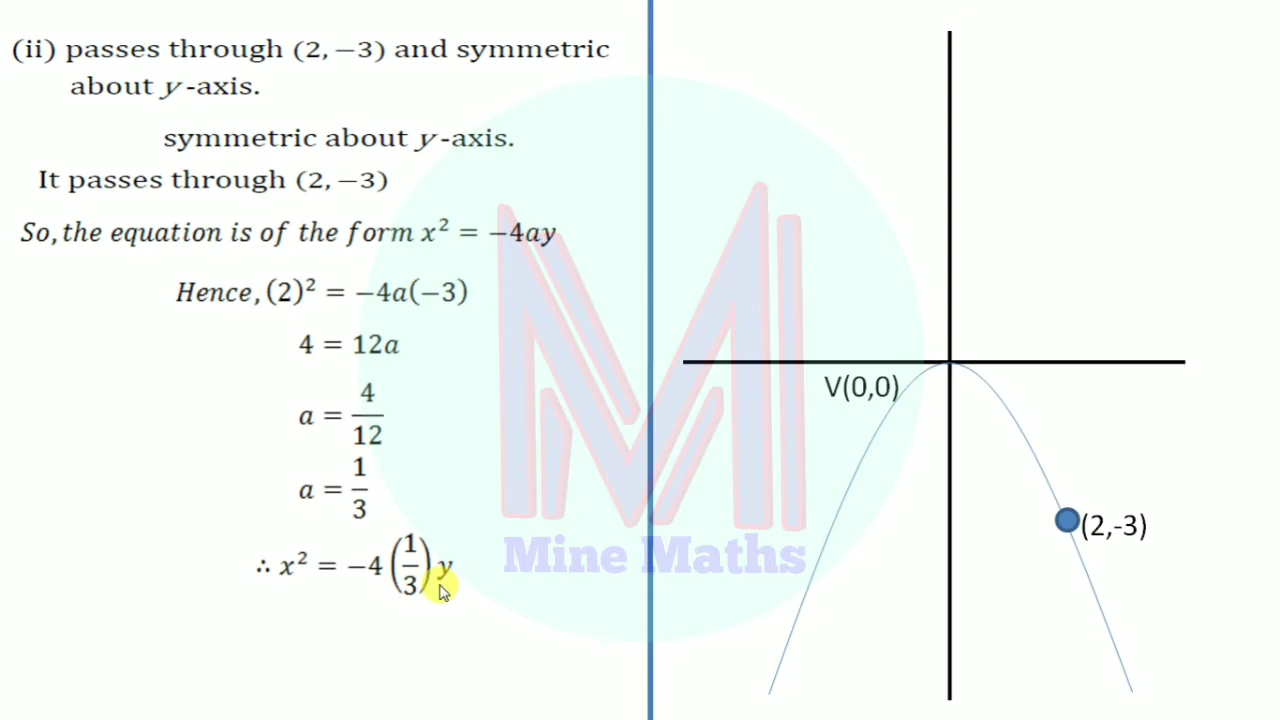 (ii) passes through (2, −3) and symmetric
about y-axis.
symmetric about y-axis.
It passes through (2, −3)
So, the equation is of the form x² = −4ay
Hence, (2)² = −4a(−3)
4 = 12a
a = 4/12
a = 1/3
∴ x² = −4 (1/3) y
V(0,0)
(2,-3)
M
Mine Maths